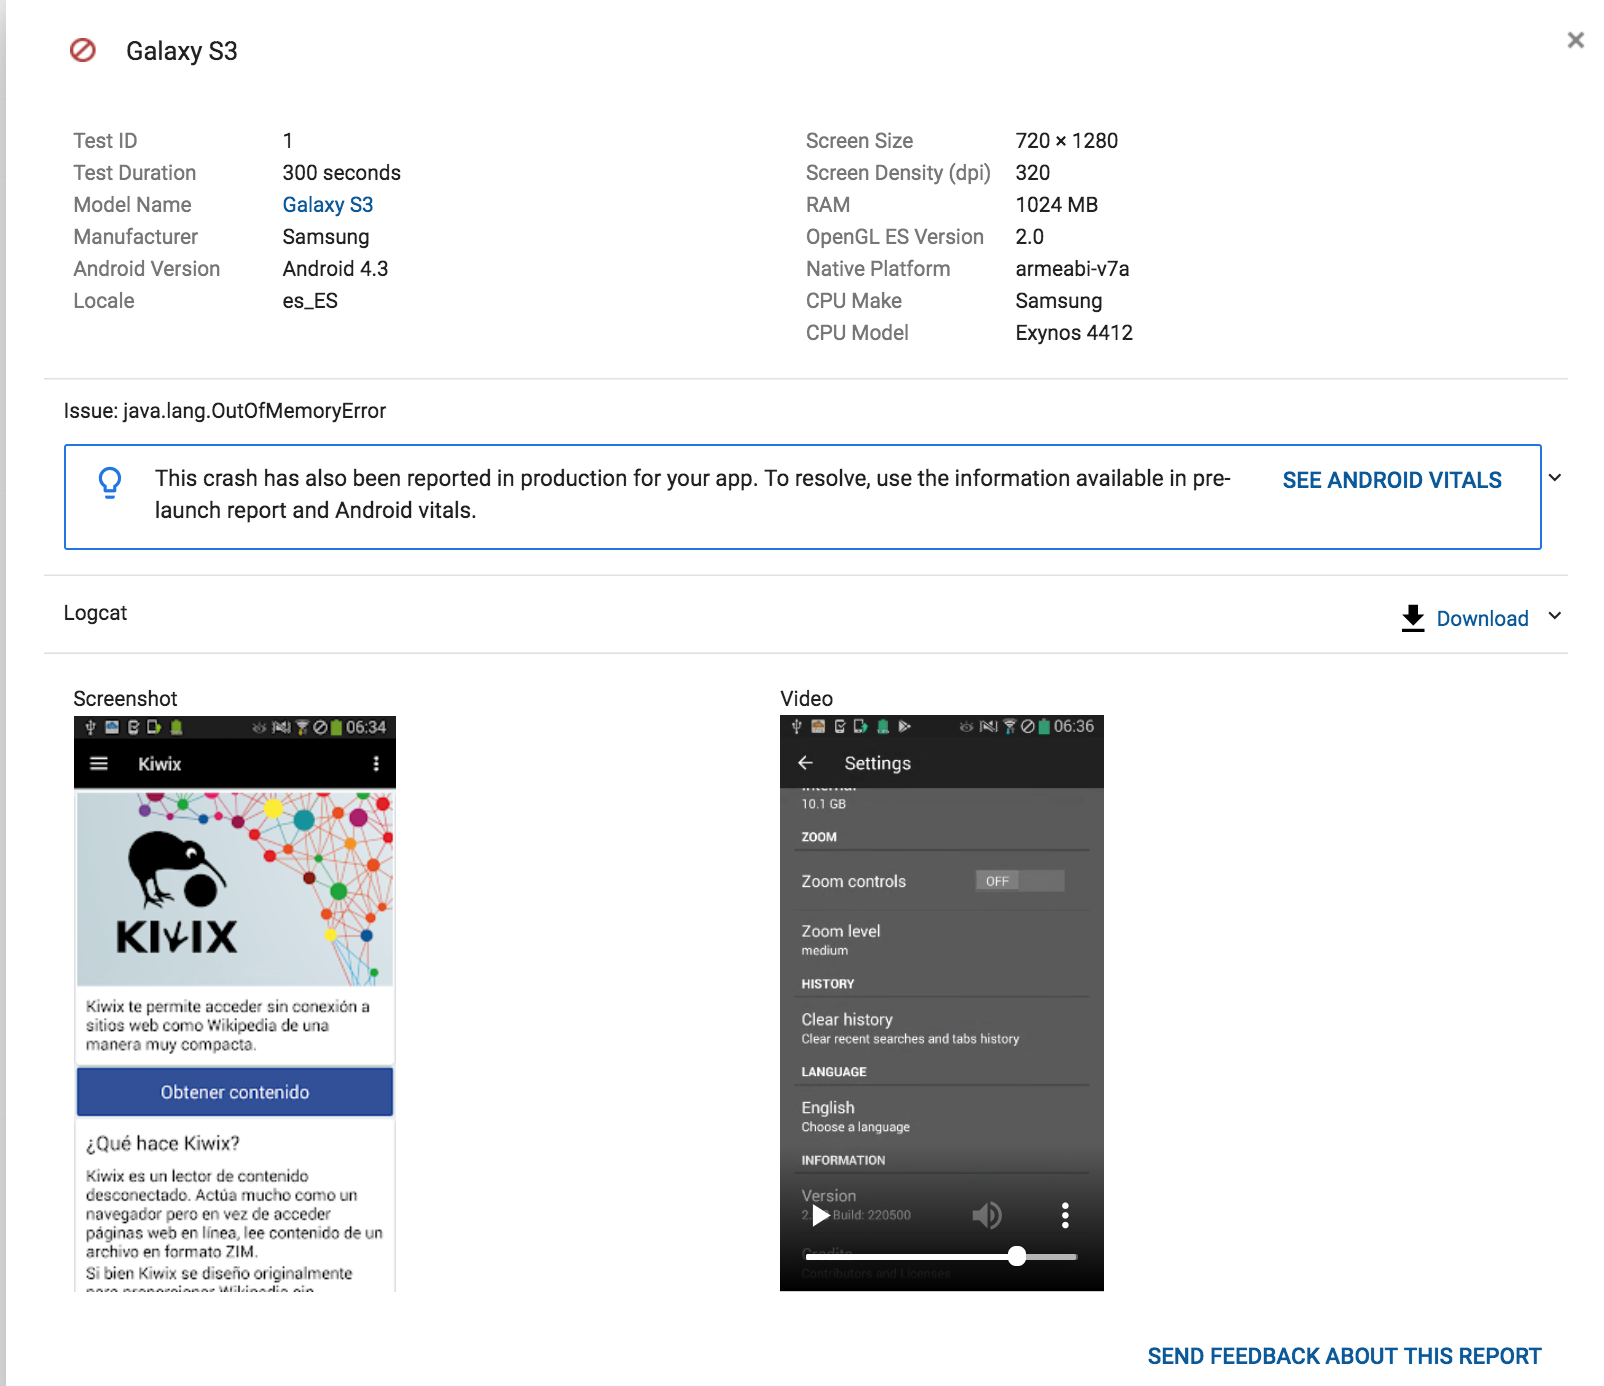 Galaxy S3
Test ID 1
Test Duration 300 seconds
Model Name Galaxy S3
Manufacturer Samsung
Android Version Android 4.3
Locale es_ES
Screen Size 720 × 1280
Screen Density (dpi) 320
RAM 1024 MB
OpenGL ES Version 2.0
Native Platform armeabi-v7a
CPU Make Samsung
CPU Model Exynos 4412
Issue: java.lang.OutOfMemoryError
This crash has also been reported in production for your app. To resolve, use the information available in pre-
launch report and Android vitals.
SEE ANDROID VITALS
Logcat
Download
Screenshot
06:34
Kiwix
KIWIX
Kiwix te permite acceder sin conexión a
sitios web como Wikipedia de una
manera muy compacta.
Obtener contenido
¿Qué hace Kiwix?
Kiwix es un lector de contenido
desconectado. Actúa mucho como un
navegador pero en vez de acceder
páginas web en línea, lee contenido de un
archivo en formato ZIM.
Si bien Kiwix se diseño originalmente
para proporcionar Wikipedia sin
Video
06:36
Settings
Internal
10.1 GB
ZOOM
Zoom controls OFF
Zoom level
medium
HISTORY
Clear history
Clear recent searches and tabs history
LANGUAGE
English
Choose a language
INFORMATION
Version
Build: 220500
Credits
Contributors and Licenses
SEND FEEDBACK ABOUT THIS REPORT